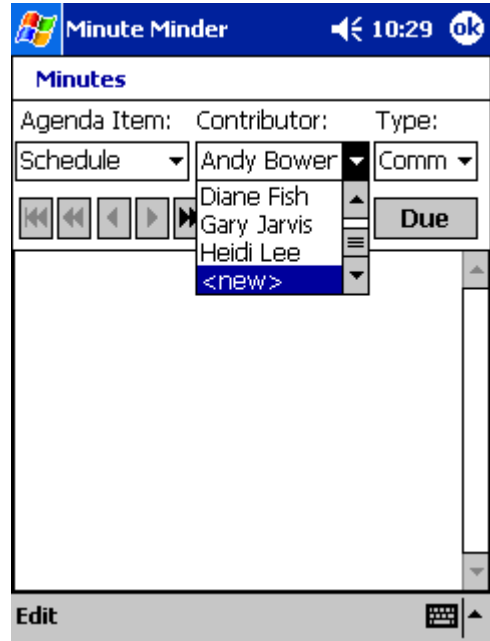 Minute Minder 10:29 ok
Minutes
Agenda Item: Contributor: Type:
Schedule Andy Bower Comm
Diane Fish
Gary Jarvis
Due
Heidi Lee
<new>
Edit